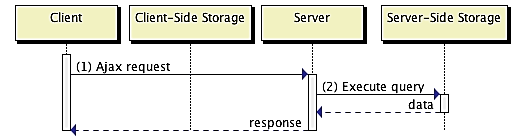 Client
Client-Side Storage
Server
Server-Side Storage
(1) Ajax request
(2) Execute query
data
response